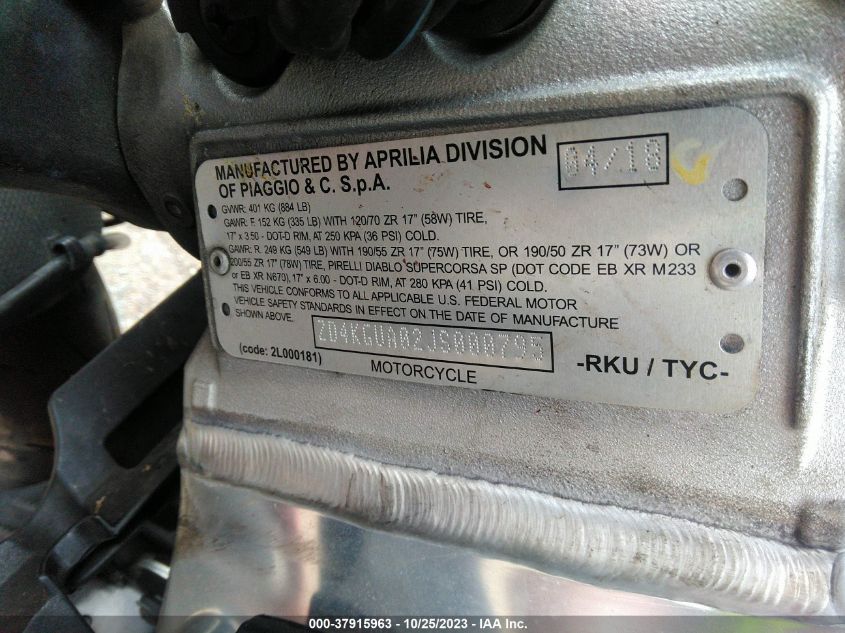 MANUFACTURED BY APRILIA DIVISION
OF PIAGGIO & C. S.p.A.
04/18
GVWR: 401 KG (884 LB)
GAWR: F. 152 KG (335 LB) WITH 120/70 ZR 17" (58W) TIRE,
17" x 3.50 - DOT-D RIM, AT 250 KPA (36 PSI) COLD.
GAWR: R. 249 KG (549 LB) WITH 190/55 ZR 17" (75W) TIRE, OR 190/50 ZR 17" (73W) OR
200/55 ZR 17" (78W) TIRE, PIRELLI DIABLO SUPERCORSA SP (DOT CODE EB XR M233
or EB XR N670), 17" x 6.00 - DOT-D RIM, AT 280 KPA (41 PSI) COLD.
THIS VEHICLE CONFORMS TO ALL APPLICABLE U.S. FEDERAL MOTOR
VEHICLE SAFETY STANDARDS IN EFFECT ON THE DATE OF MANUFACTURE
SHOWN ABOVE.
ZD4KGUA02JS000795
(code: 2L000181)
MOTORCYCLE
-RKU / TYC-
000-37915963 - 10/25/2023 - IAA Inc.